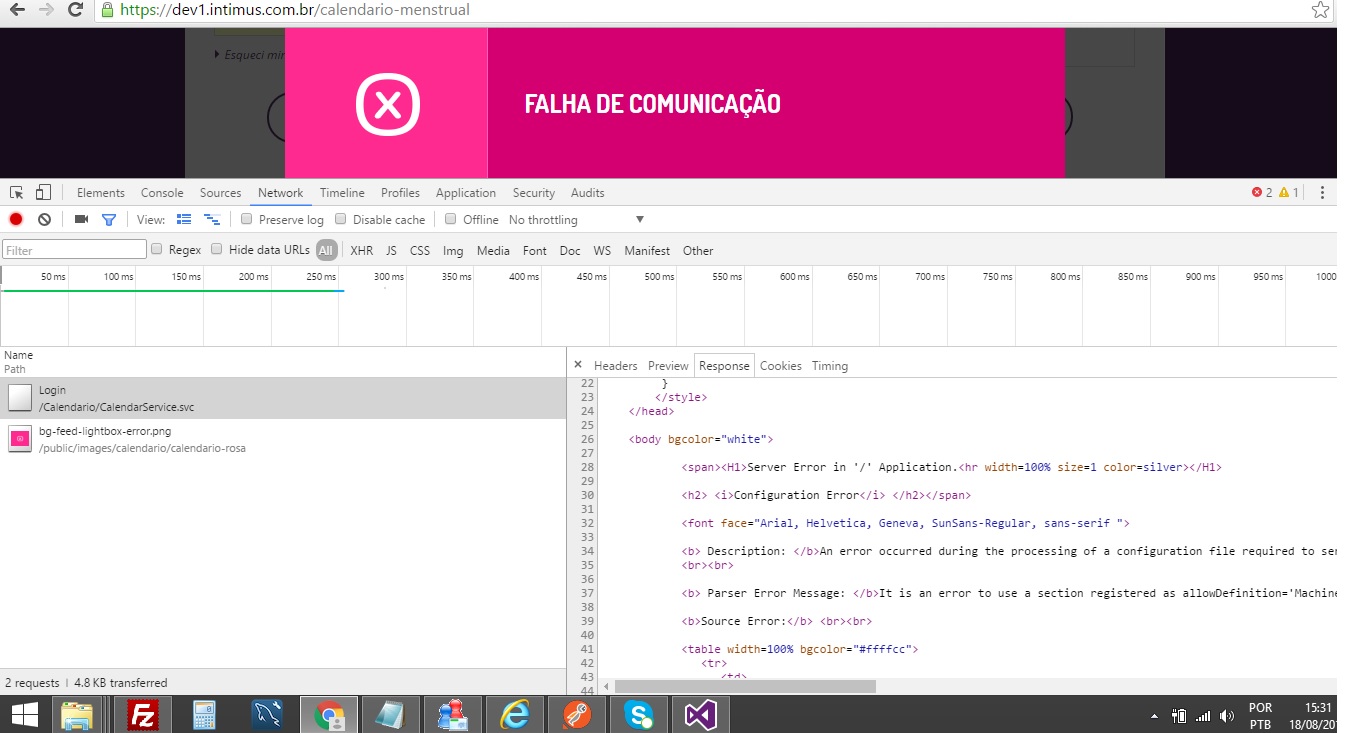 https://dev1.intimus.com.br/calendario-menstrual
Esqueci mi
FALHA DE COMUNICAÇÃO
Elements Console Sources Network Timeline Profiles Application Security Audits 2 1
View: Preserve log Disable cache Offline No throttling
Filter Regex Hide data URLs All XHR JS CSS Img Media Font Doc WS Manifest Other
50 ms 100 ms 150 ms 200 ms 250 ms 300 ms 350 ms 400 ms 450 ms 500 ms 550 ms 600 ms 650 ms 700 ms 750 ms 800 ms 850 ms 900 ms 950 ms 1000
Name
Path
Login
/Calendario/CalendarService.svc
bg-feed-lightbox-error.png
/public/images/calendario/calendario-rosa
2 requests | 4.8 KB transferred
× Headers Preview Response Cookies Timing
22 }
23 </style>
24 </head>
25
26 <body bgcolor="white">
27
28 <span><H1>Server Error in '/' Application.<hr width=100% size=1 color=silver></H1>
29
30 <h2> <i>Configuration Error</i> </h2></span>
31
32 <font face="Arial, Helvetica, Geneva, SunSans-Regular, sans-serif ">
33
34 <b> Description: </b>An error occurred during the processing of a configuration file required to ser
35 <br><br>
36
37 <b> Parser Error Message: </b>It is an error to use a section registered as allowDefinition='Machine
38
39 <b>Source Error:</b> <br><br>
40
41 <table width=100% bgcolor="#ffffcc">
42 <tr>
43 <td>
44
POR
PTB
15:31
18/08/20